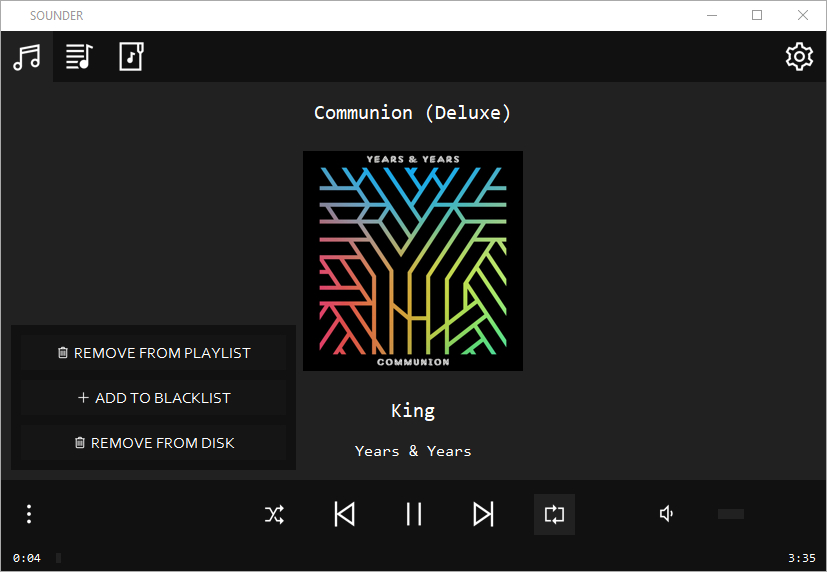 SOUNDER
Communion (Deluxe)
YEARS & YEARS
COMMUNION
REMOVE FROM PLAYLIST
ADD TO BLACKLIST
REMOVE FROM DISK
King
Years & Years
0:04
3:35